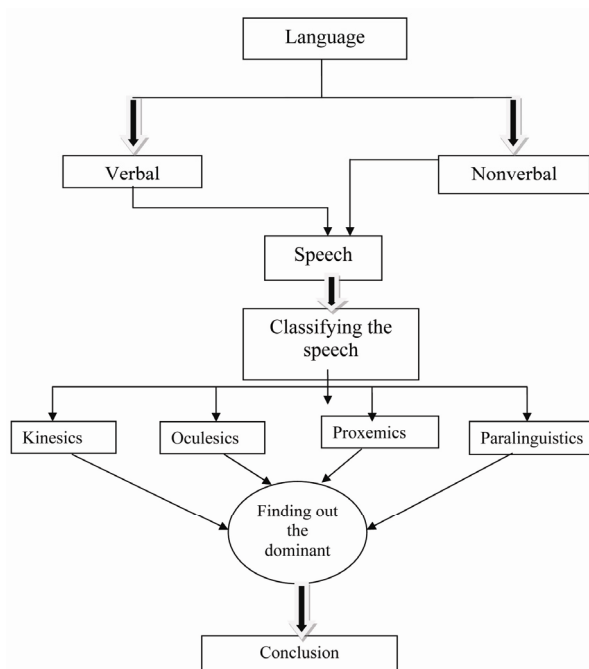 Language
Verbal
Nonverbal
Speech
Classifying the
speech
Kinesics
Oculesics
Proxemics
Paralinguistics
Finding out
the
dominant
Conclusion